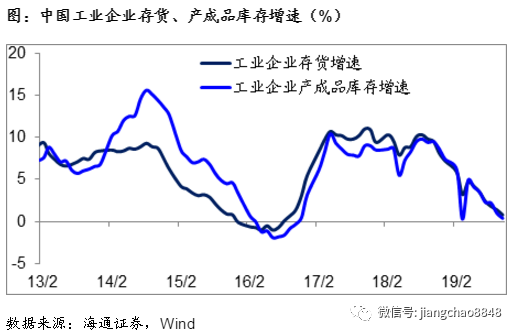 图：中国工业企业存货、产成品库存增速（%）
工业企业存货增速
工业企业产成品库存增速
20
15
10
5
0
-5
13/2 14/2 15/2 16/2 17/2 18/2 19/2
微信号: jiangchao8848
数据来源：海通证券，Wind